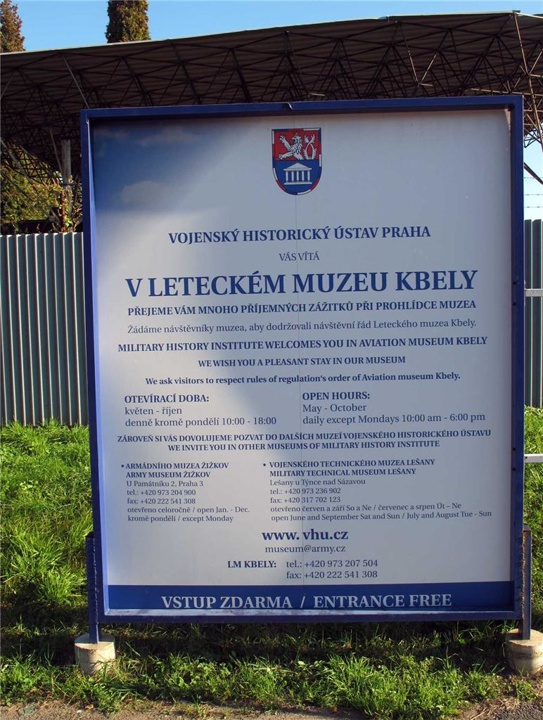 VOJENSKÝ HISTORICKÝ ÚSTAV PRAHA
VÁS VÍTÁ
V LETECKÉM MUZEU KBELY
PŘEJEME VÁM MNOHO PŘÍJEMNÝCH ZÁŽITKŮ PŘI PROHLÍDCE MUZEA
Žádáme návštěvníky muzea, aby dodržovali návštěvní řád Leteckého muzea Kbely.
MILITARY HISTORY INSTITUTE WELCOMES YOU IN AVIATION MUSEUM KBELY
WE WISH YOU A PLEASANT STAY IN OUR MUSEUM
We ask visitors to respect rules of regulation's order of Aviation museum Kbely.
OTEVÍRACÍ DOBA:
květen - říjen
denně kromě pondělí 10:00 - 18:00
OPEN HOURS:
May - October
daily except Mondays 10:00 am - 6:00 pm
ZÁROVEŇ SI VÁS DOVOLUJEME POZVAT DO DALŠÍCH MUZEÍ VOJENSKÉHO HISTORICKÉHO ÚSTAVU
WE INVITE YOU IN OTHER MUSEUMS OF MILITARY HISTORY INSTITUTE
• ARMÁDNÍHO MUZEA ŽIŽKOV
ARMY MUSEUM ŽIŽKOV
U Památníku 2, Praha 3
tel.: +420 973 204 900
fax: +420 222 541 308
otevřeno celoročně / open Jan. - Dec.
kromě pondělí / except Monday
• VOJENSKÉHO TECHNICKÉHO MUZEA LEŠANY
MILITARY TECHNICAL MUSEUM LEŠANY
Lešany u Týnce nad Sázavou
tel.: +420 973 236 902
fax: +420 317 702 123
otevřeno červen a září So a Ne / červenec a srpen Út – Ne
open June and September Sat and Sun / July and August Tue - Sun
www. vhu.cz
museum@army.cz
LM KBELY: tel.: +420 973 207 504
fax: +420 222 541 308
VSTUP ZDARMA / ENTRANCE FREE